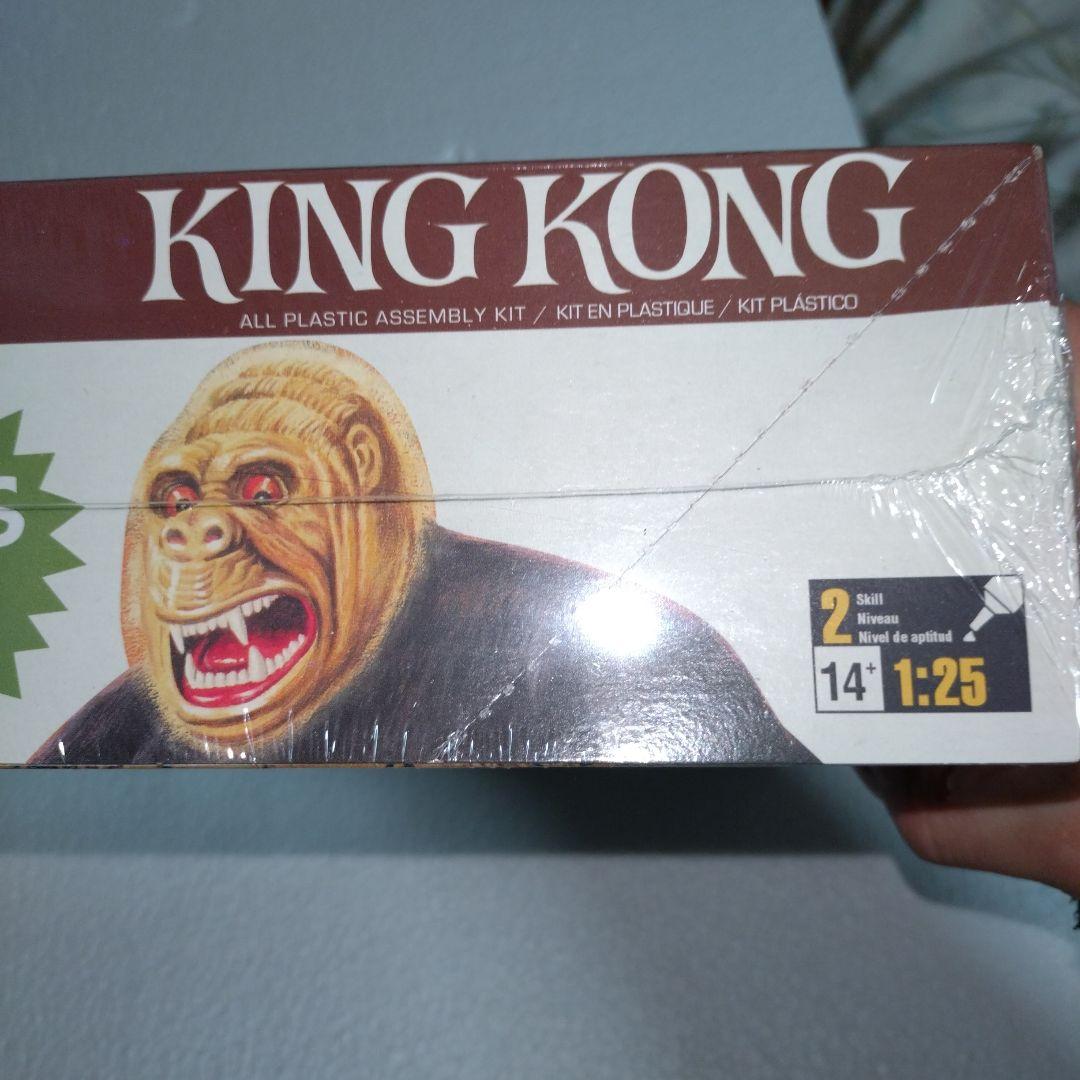 KING KONG
ALL PLASTIC ASSEMBLY KIT / KIT EN PLASTIQUE / KIT PLÁSTICO
S
2 Skill
Niveau
Nivel de aptitud
14+ 1:25